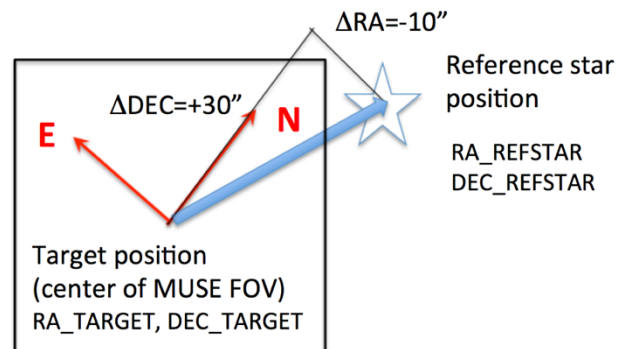 ΔRA=-10”
Reference star
position
ΔDEC=+30”
N
E
RA_REFSTAR
DEC_REFSTAR
Target position
(center of MUSE FOV)
RA_TARGET, DEC_TARGET